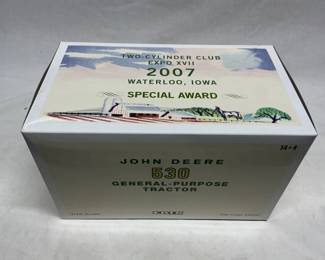 TWO-CYLINDER CLUB
EXPO XVII
2007
WATERLOO, IOWA
SPECIAL AWARD
JOHN DEERE
530
GENERAL-PURPOSE
TRACTOR